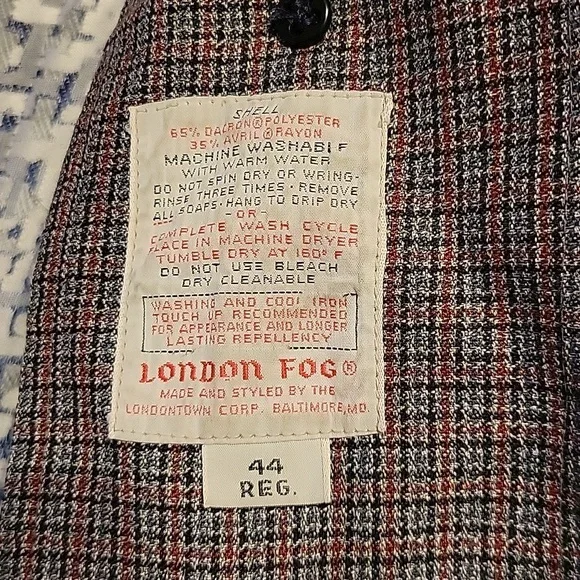 SHELL
65% DACRON®POLYESTER
35% AVRIL®RAYON
MACHINE WASHABLE
WITH WARM WATER
DO NOT SPIN DRY OR WRING-
RINSE THREE TIMES · REMOVE
ALL SOAPS · HANG TO DRIP DRY
-OR-
COMPLETE WASH CYCLE
PLACE IN MACHINE DRYER
TUMBLE DRY AT 160° F
DO NOT USE BLEACH
DRY CLEANABLE
WASHING AND COOL IRON
TOUCH UP RECOMMENDED
FOR APPEARANCE AND LONGER
LASTING REPELLENCY
LONDON FOG®
MADE AND STYLED BY THE
LONDONTOWN CORP. BALTIMORE, MD.
44
REG.